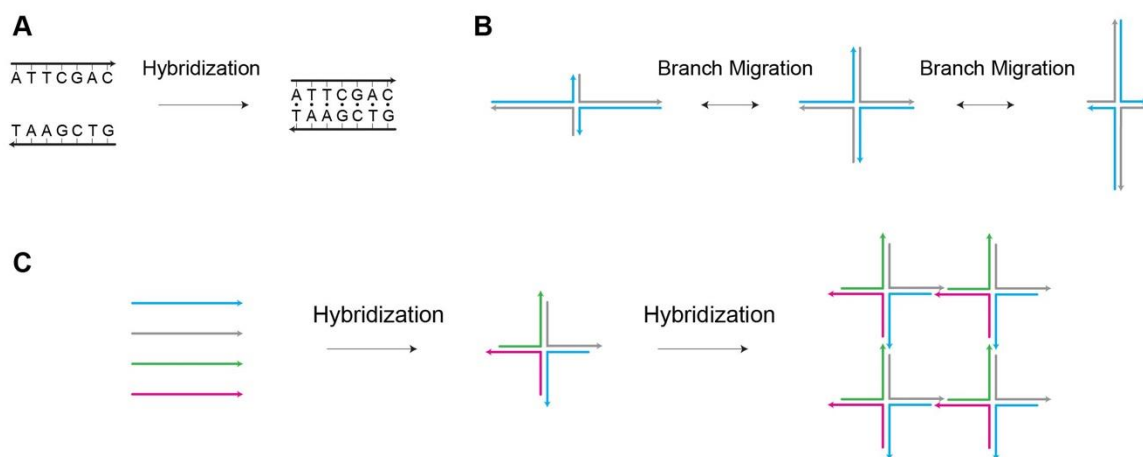 A
ATTCGAC
Hybridization
TAAGCTG
ATTCGAC
TAAGCTG
B
Branch Migration
Branch Migration
C
Hybridization
Hybridization